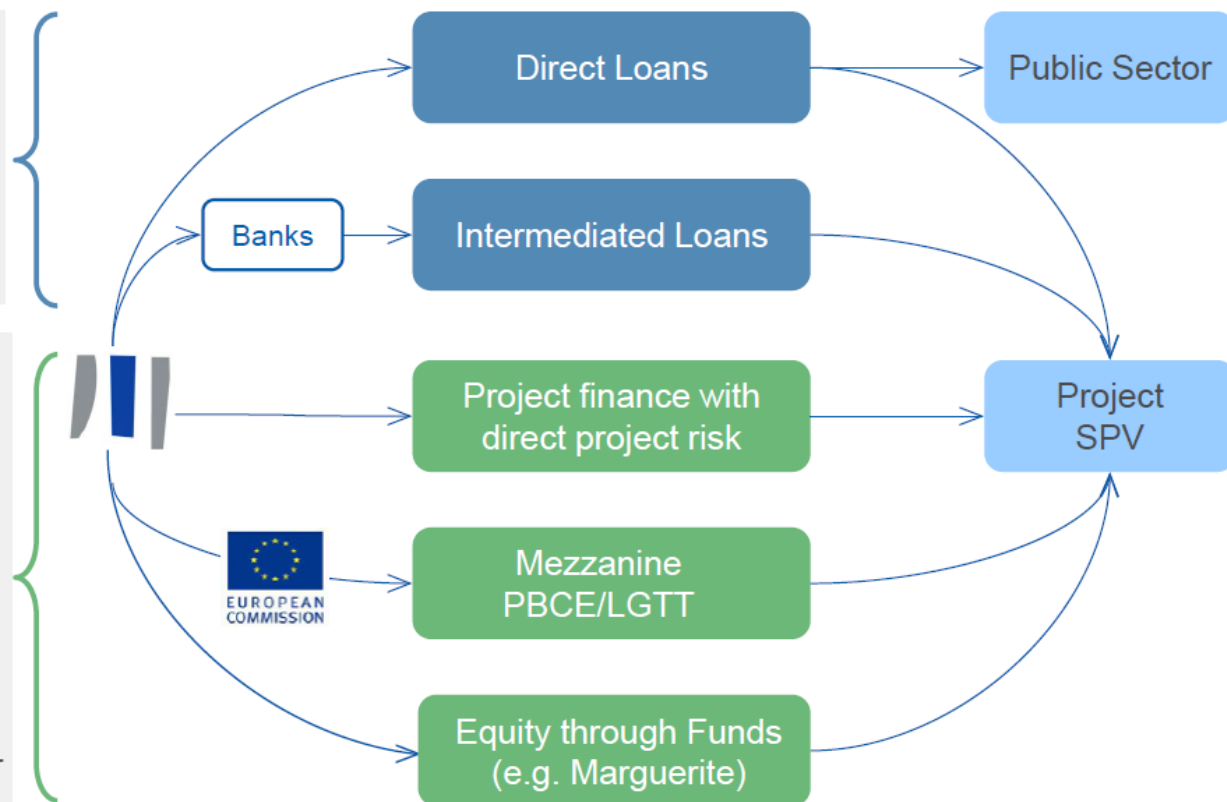 Direct Loans
Public Sector
Banks
Intermediated Loans
Project finance with
direct project risk
Project
SPV
EUROPEAN
COMMISSION
Mezzanine
PBCE/LGTT
Equity through Funds
(e.g. Marguerite)